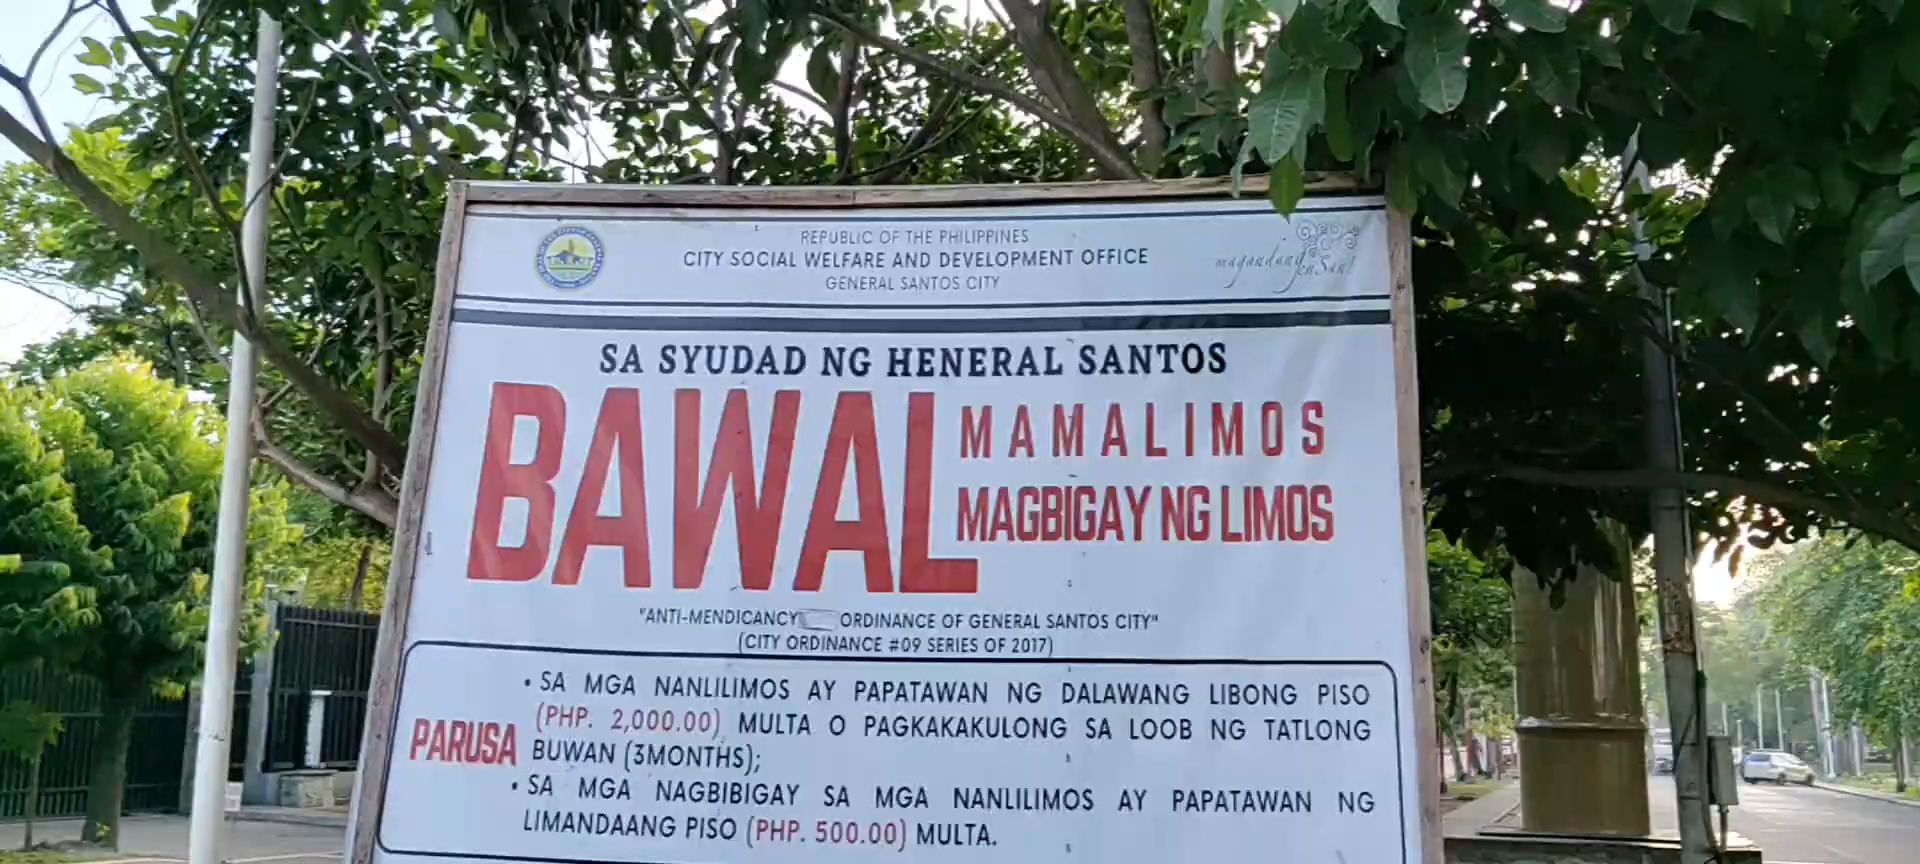 REPUBLIC OF THE PHILIPPINES
CITY SOCIAL WELFARE AND DEVELOPMENT OFFICE
GENERAL SANTOS CITY
magandang
GenSan!
SA SYUDAD NG HENERAL SANTOS
BAWAL
MAMALIMOS
MAGBIGAY NG LIMOS
"ANTI-MENDICANCY ORDINANCE OF GENERAL SANTOS CITY"
(CITY ORDINANCE #09 SERIES OF 2017)
PARUSA
• SA MGA NANLILIMOS AY PAPATAWAN NG DALAWANG LIBONG PISO
(PHP. 2,000.00) MULTA O PAGKAKAKULONG SA LOOB NG TATLONG
BUWAN (3MONTHS);
• SA MGA NAGBIBIGAY SA MGA NANLILIMOS AY PAPATAWAN NG
LIMANDAANG PISO (PHP. 500.00) MULTA.